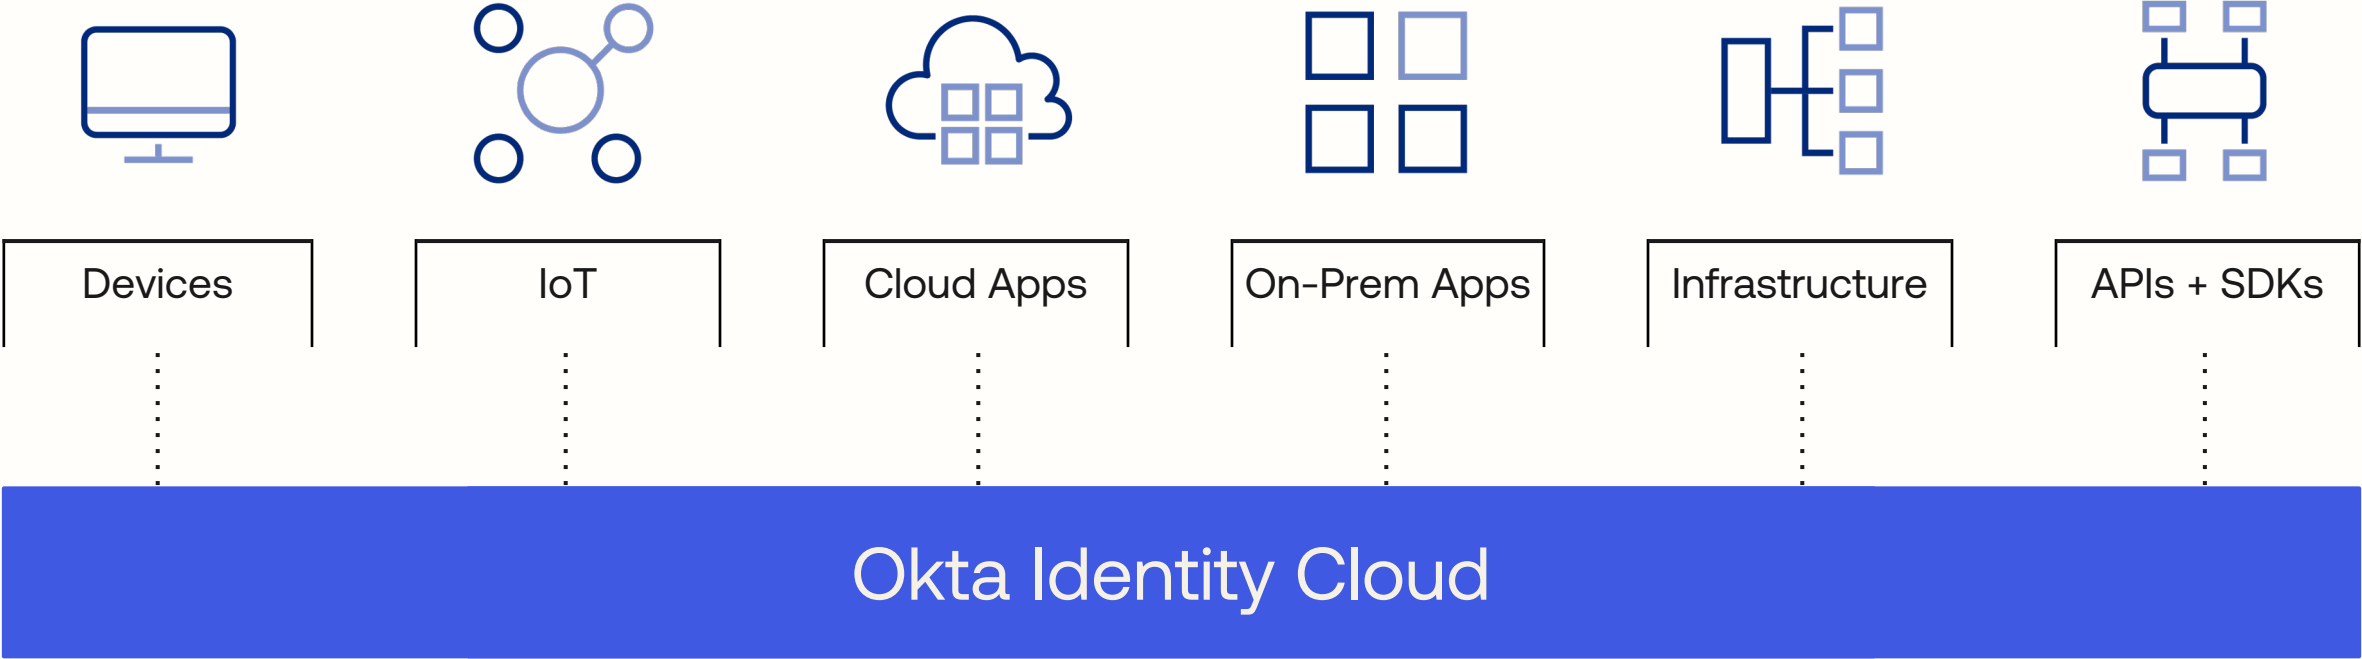 Devices
IoT
Cloud Apps
On-Prem Apps
Infrastructure
APIs + SDKs
Okta Identity Cloud